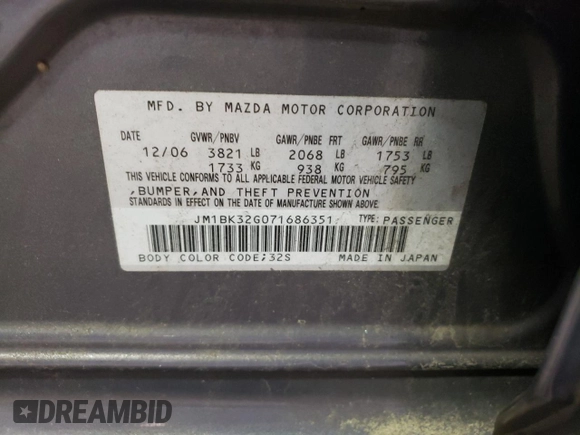 MFD. BY MAZDA MOTOR CORPORATION
DATE GVWR/PNBV GAWR/PNBE FRT GAWR/PNBE RR
12/06 3821 LB 2068 LB 1753 LB
1733 KG 938 KG 795 KG
THIS VEHICLE CONFORMS TO ALL APPLICABLE FEDERAL MOTOR VEHICLE SAFETY
,BUMPER,AND THEFT PREVENTION
STANDARDS IN EFFECT ON THE DATE OF MANUFACTURE SHOWN ABOVE.
JM1BK32G071686351 TYPE: PASSENGER
BODY COLOR CODE;32S MADE IN JAPAN
DREAMBID